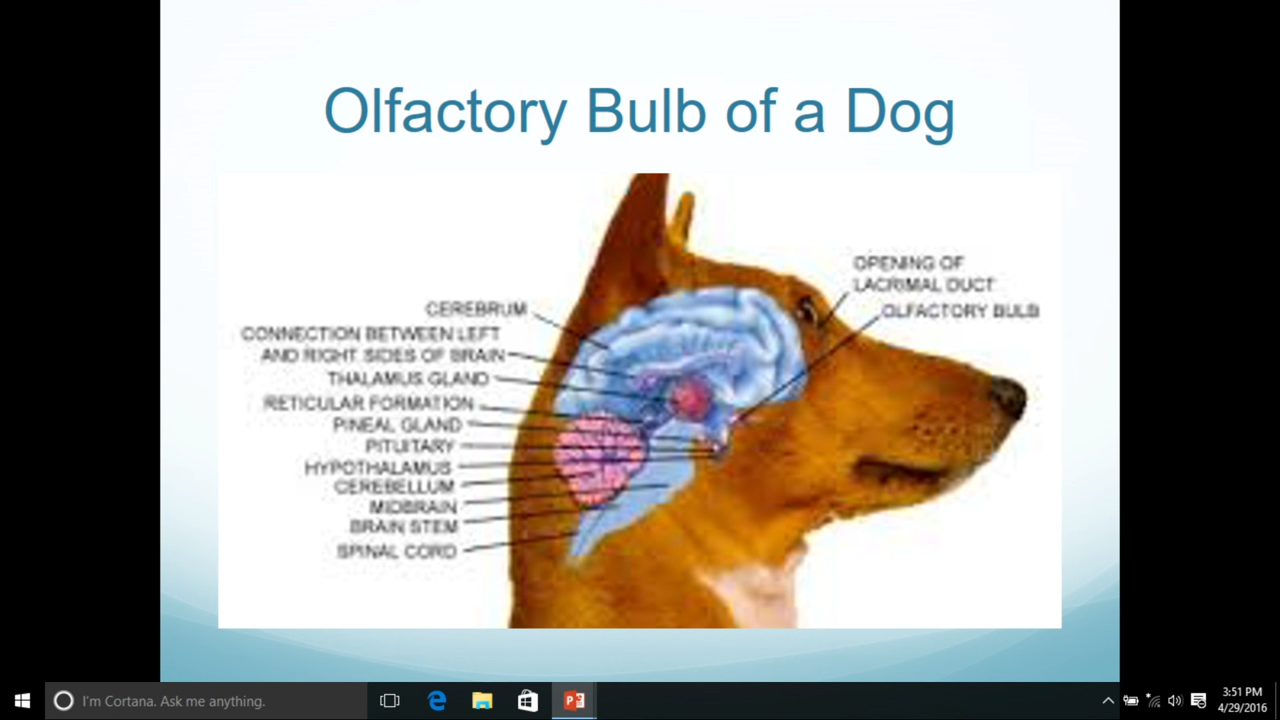 Olfactory Bulb of a Dog
OPENING OF
LACRIMAL DUCT
OLFACTORY BULB
CEREBRUM
CONNECTION BETWEEN LEFT
AND RIGHT SIDES OF BRAIN
THALAMUS GLAND
RETICULAR FORMATION
PINEAL GLAND
PITUITARY
HYPOTHALAMUS
CEREBELLUM
MIDBRAIN
BRAIN STEM
SPINAL CORD
I'm Cortana. Ask me anything.
3:51 PM
4/29/2016